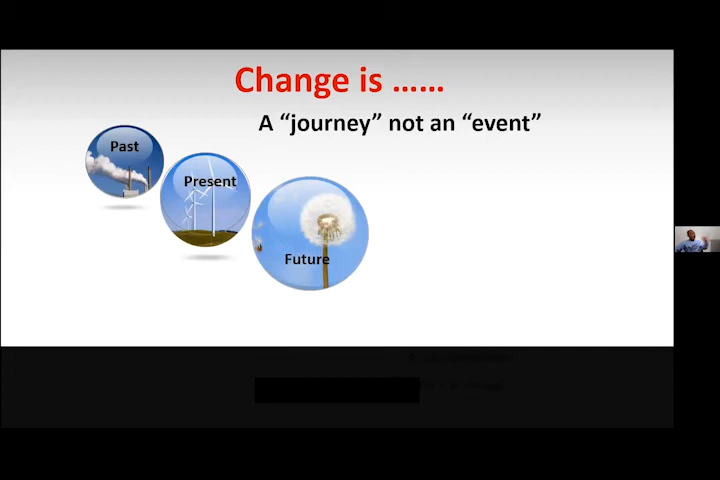 Change is ......
A “journey” not an “event”
Past
Present
Future